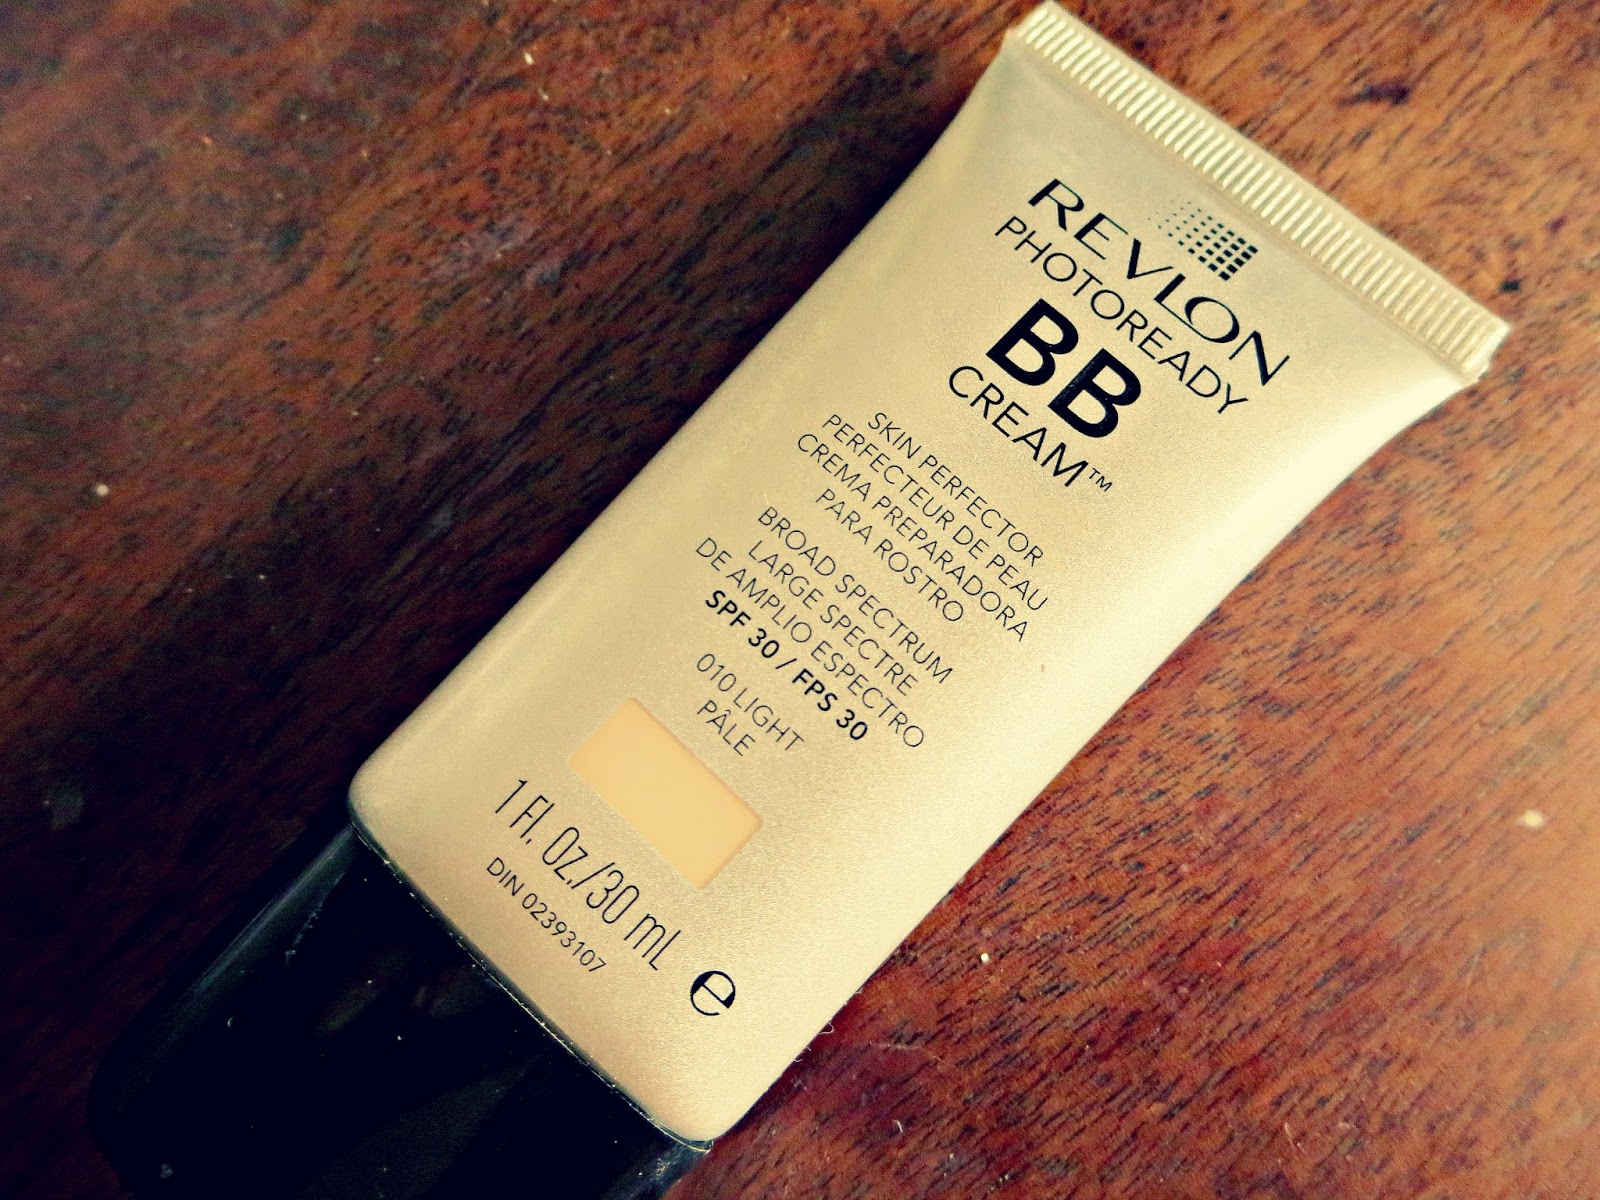 REVLON
PHOTOREADY
BB
CREAM™
SKIN PERFECTOR
PERFECTEUR DE PEAU
CREMA PREPARADORA
PARA ROSTRO
BROAD SPECTRUM
LARGE SPECTRE
DE AMPLIO ESPECTRO
SPF 30 / FPS 30
010 LIGHT
PÂLE
1 Fl. Oz./30 mL
DIN 02393107
e